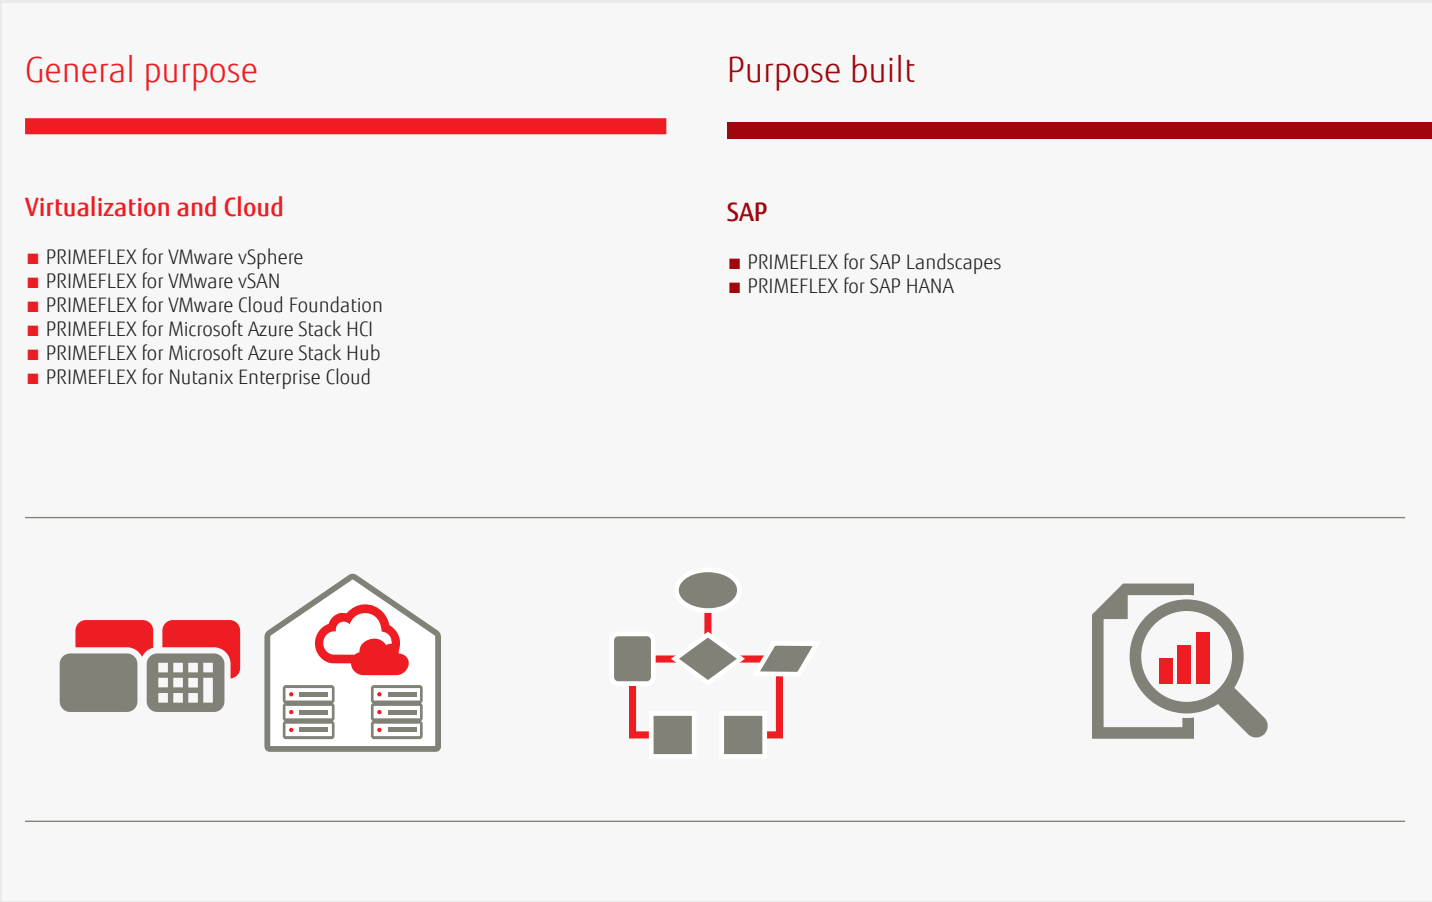 General purpose
Virtualization and Cloud
PRIMEFLEX for VMware vSphere
PRIMEFLEX for VMware vSAN
PRIMEFLEX for VMware Cloud Foundation
PRIMEFLEX for Microsoft Azure Stack HCI
PRIMEFLEX for Microsoft Azure Stack Hub
PRIMEFLEX for Nutanix Enterprise Cloud
Purpose built
SAP
PRIMEFLEX for SAP Landscapes
PRIMEFLEX for SAP HANA